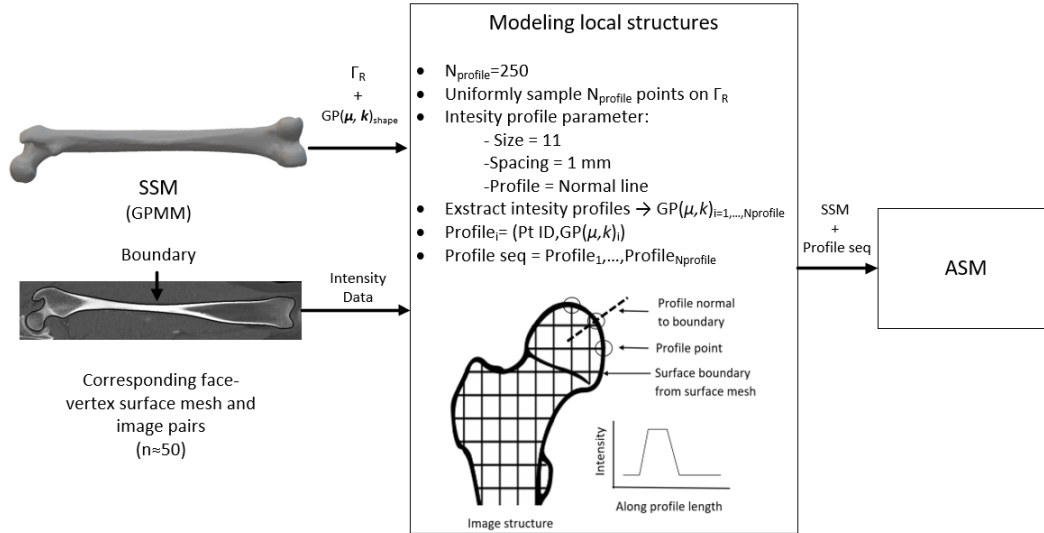 Modeling local structures
Γ_R
+
GP(μ, k)_shape
SSM
(GPMM)
Boundary
Intensity
Data
Corresponding face-
vertex surface mesh and
image pairs
(n≈50)
• N_profile=250
• Uniformly sample N_profile points on Γ_R
• Intesity profile parameter:
- Size = 11
-Spacing = 1 mm
-Profile = Normal line
• Exstract intesity profiles → GP(μ,k)_i=1,...,Nprofile
• Profile_i= (Pt ID,GP(μ,k)_i)
• Profile seq = Profile_1,...,Profile_Nprofile
Profile normal
to boundary
Profile point
Surface boundary
from surface mesh
Intensity
Along profile length
Image structure
SSM
+
Profile seq
ASM